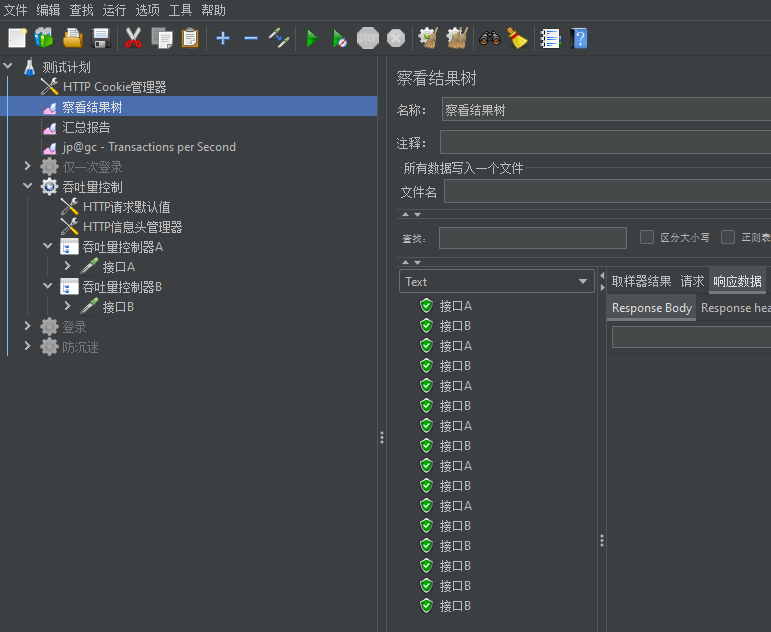 文件 编辑 查找 运行 选项 工具 帮助
STOP
测试计划
HTTP Cookie管理器
察看结果树
汇总报告
jp@gc - Transactions per Second
仅一次登录
吞吐量控制
HTTP请求默认值
HTTP信息头管理器
吞吐量控制器A
接口A
吞吐量控制器B
接口B
登录
防沉迷
察看结果树
名称: 察看结果树
注释:
所有数据写入一个文件
文件名
查找: 区分大小写 正则表
Text
取样器结果 请求 响应数据
Response Body Response hea
接口A
接口B
接口A
接口B
接口A
接口B
接口A
接口B
接口A
接口B
接口A
接口B
接口B
接口B
接口B
接口B